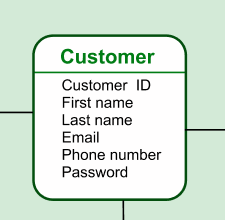 Customer
Customer ID
First name
Last name
Email
Phone number
Password